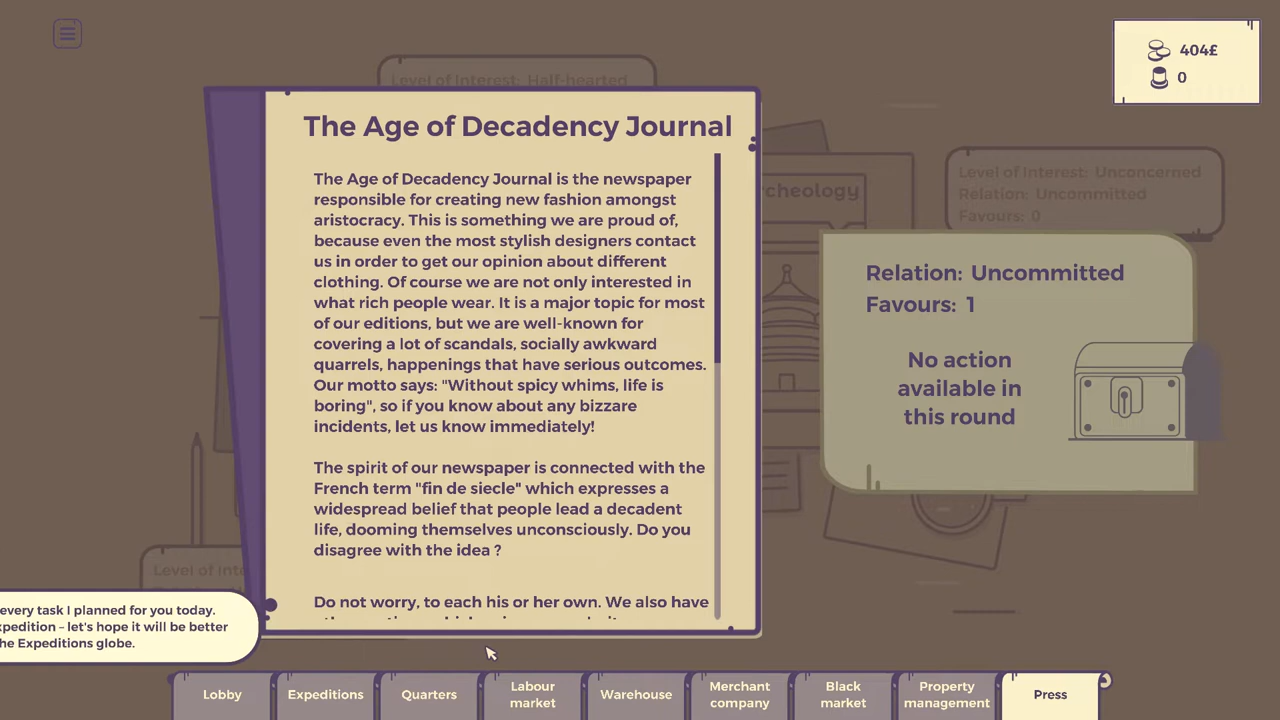 404£
0
Level of Interest: Half-hearted
The Age of Decadency Journal
The Age of Decadency Journal is the newspaper
responsible for creating new fashion amongst
aristocracy. This is something we are proud of,
because even the most stylish designers contact
us in order to get our opinion about different
clothing. Of course we are not only interested in
what rich people wear. It is a major topic for most
of our editions, but we are well-known for
covering a lot of scandals, socially awkward
quarrels, happenings that have serious outcomes.
Our motto says: "Without spicy whims, life is
boring", so if you know about any bizzare
incidents, let us know immediately!
The spirit of our newspaper is connected with the
French term "fin de siecle" which expresses a
widespread belief that people lead a decadent
life, dooming themselves unconsciously. Do you
disagree with the idea ?
Do not worry, to each his or her own. We also have
rcheology
Level of Interest: Unconcerned
Relation: Uncommitted
Favours: 0
Relation: Uncommitted
Favours: 1
No action
available in
this round
Level of Inte
every task I planned for you today.
xpedition – let's hope it will be better
he Expeditions globe.
Lobby
Expeditions
Quarters
Labour
market
Warehouse
Merchant
company
Black
market
Property
management
Press